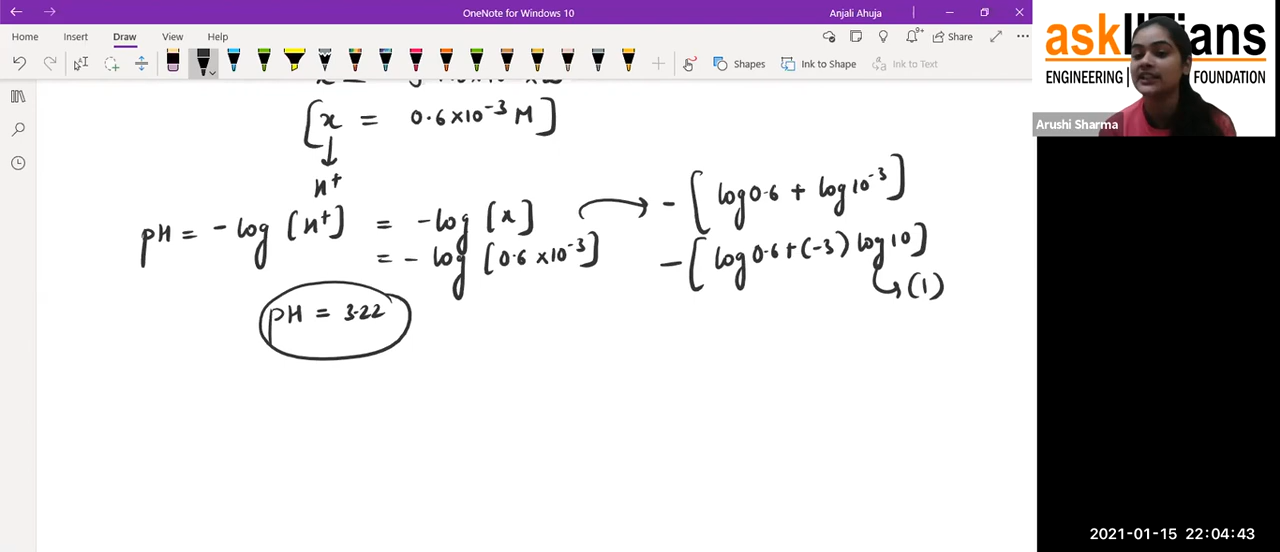 OneNote for Windows 10
Anjali Ahuja
Home Insert Draw View Help
Share
Shapes Ink to Shape Ink to Text
askIITians
ENGINEERING | FOUNDATION
Arushi Sharma
[x = 0.6×10⁻³ M]
↓
H⁺
pH = -log [H⁺] = -log [x]
= - log [0.6 ×10⁻³]
→ - [log 0.6 + log 10⁻³]
- [log 0.6 + (-3) log 10]
↳ (1)
pH = 3.22
2021-01-15 22:04:43